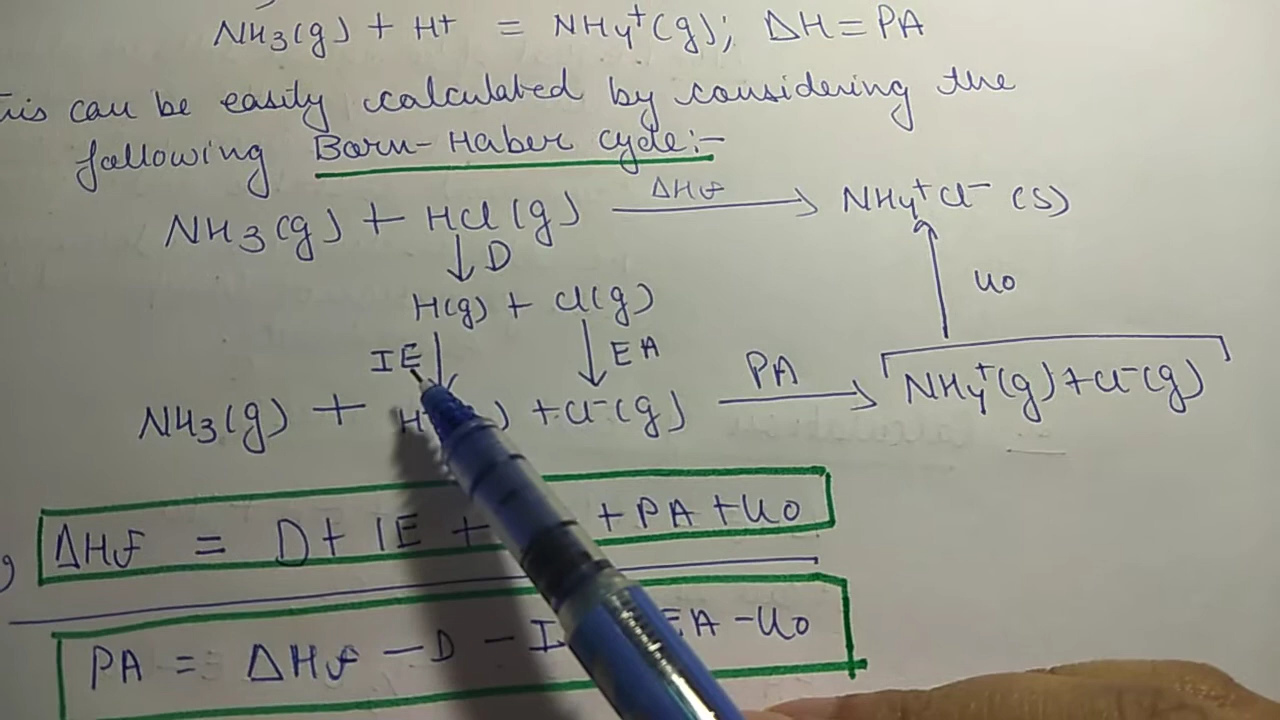 NH3(g) + H+ = NH4+(g); ΔH = PA
can be easily calculated by considering the
following Born-Haber cycle:-
NH3(g) + HCl(g) ΔHf NH4+Cl- (s)
D
H(g) + Cl(g) U0
IE EA PA
NH3(g) + H + Cl-(g) NH4+(g) + Cl-(g)
ΔHf = D + IE + + PA + U0
PA = ΔHf - D - EA - U0